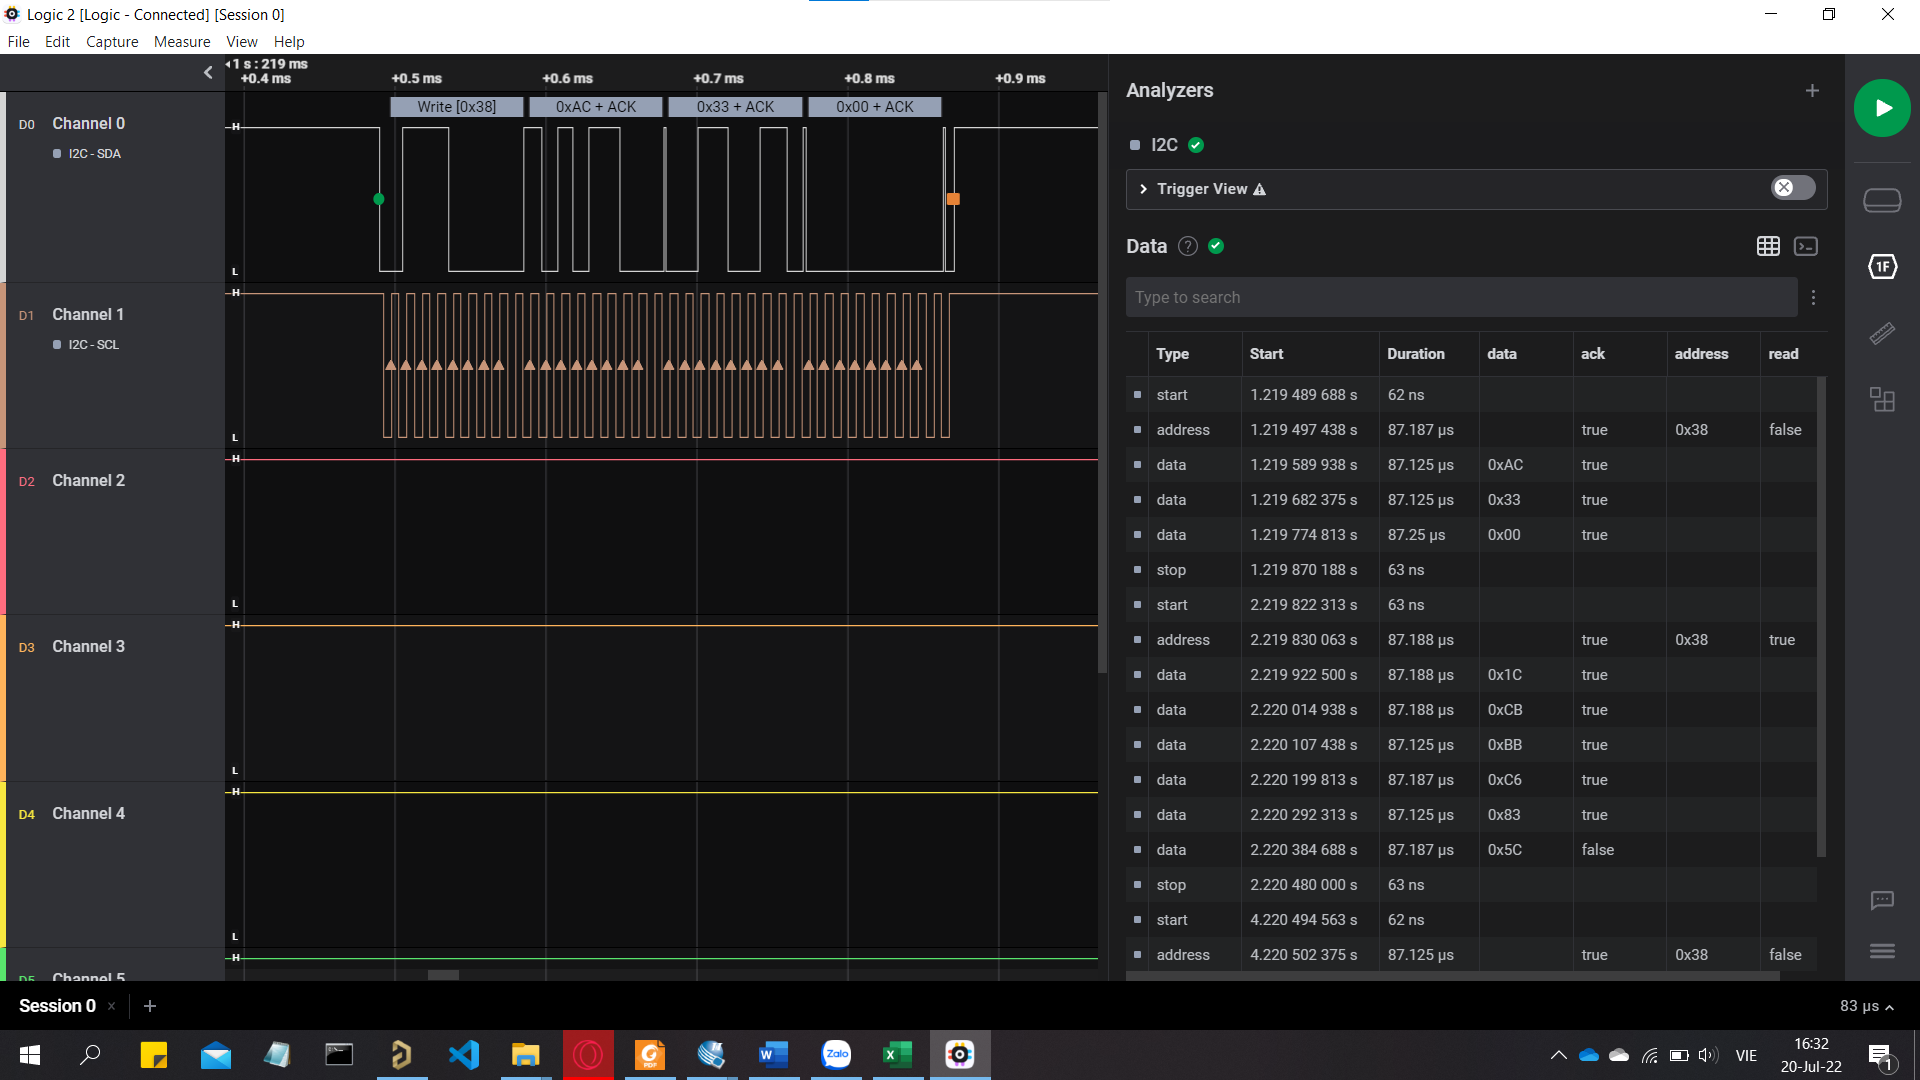 Logic 2 [Logic - Connected] [Session 0]
File Edit Capture Measure View Help
1 s : 219 ms
+0.4 ms +0.5 ms +0.6 ms +0.7 ms +0.8 ms +0.9 ms
Write [0x38] 0xAC + ACK 0x33 + ACK 0x00 + ACK
D0 Channel 0
I2C - SDA
H
L
D1 Channel 1
I2C - SCL
H
L
D2 Channel 2
H
L
D3 Channel 3
H
L
D4 Channel 4
H
L
D5 Channel 5
H
Analyzers
I2C
Trigger View
Data
Type to search
Type Start Duration data ack address read
start 1.219 489 688 s 62 ns
address 1.219 497 438 s 87.187 μs true 0x38 false
data 1.219 589 938 s 87.125 μs 0xAC true
data 1.219 682 375 s 87.125 μs 0x33 true
data 1.219 774 813 s 87.25 μs 0x00 true
stop 1.219 870 188 s 63 ns
start 2.219 822 313 s 63 ns
address 2.219 830 063 s 87.188 μs true 0x38 true
data 2.219 922 500 s 87.188 μs 0x1C true
data 2.220 014 938 s 87.188 μs 0xCB true
data 2.220 107 438 s 87.125 μs 0xBB true
data 2.220 199 813 s 87.187 μs 0xC6 true
data 2.220 292 313 s 87.125 μs 0x83 true
data 2.220 384 688 s 87.187 μs 0x5C false
stop 2.220 480 000 s 63 ns
start 4.220 494 563 s 62 ns
address 4.220 502 375 s 87.125 μs true 0x38 false
1F
Session 0
83 μs
PDF
Zalo
VIE
16:32
20-Jul-22
1